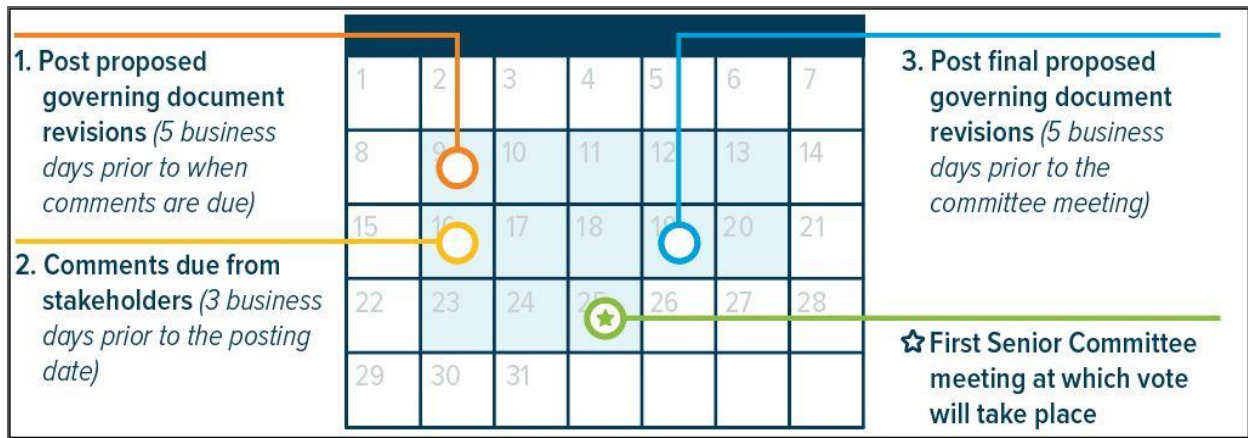 1. Post proposed
governing document
revisions (5 business
days prior to when
comments are due)
2. Comments due from
stakeholders (3 business
days prior to the posting
date)
1 2 3 4 5 6 7
8 9 10 11 12 13 14
15 16 17 18 19 20 21
22 23 24 25 26 27 28
29 30 31
3. Post final proposed
governing document
revisions (5 business
days prior to the
committee meeting)
First Senior Committee
meeting at which vote
will take place